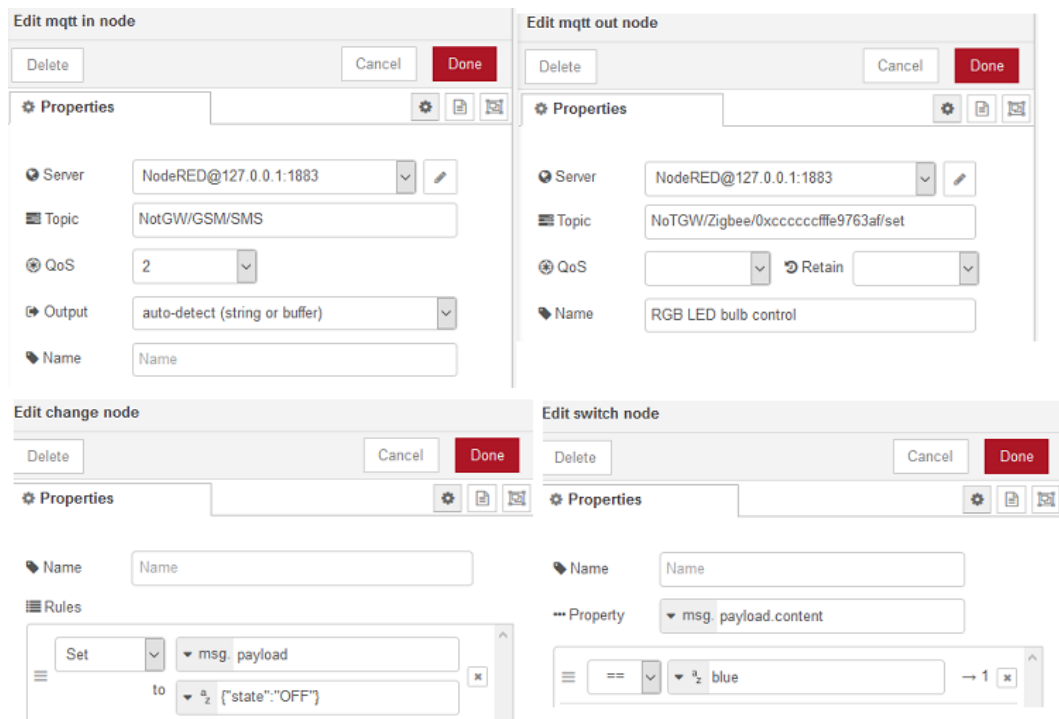 Edit mqtt in node
Delete Cancel Done
Properties
Server NodeRED@127.0.0.1:1883
Topic NotGW/GSM/SMS
QoS 2
Output auto-detect (string or buffer)
Name Name
Edit mqtt out node
Delete Cancel Done
Properties
Server NodeRED@127.0.0.1:1883
Topic NoTGW/Zigbee/0xccccccfffe9763af/set
QoS Retain
Name RGB LED bulb control
Edit change node
Delete Cancel Done
Properties
Name Name
Rules
Set msg. payload
to az {"state":"OFF"}
Edit switch node
Delete Cancel Done
Properties
Name Name
Property msg. payload.content
== az blue → 1